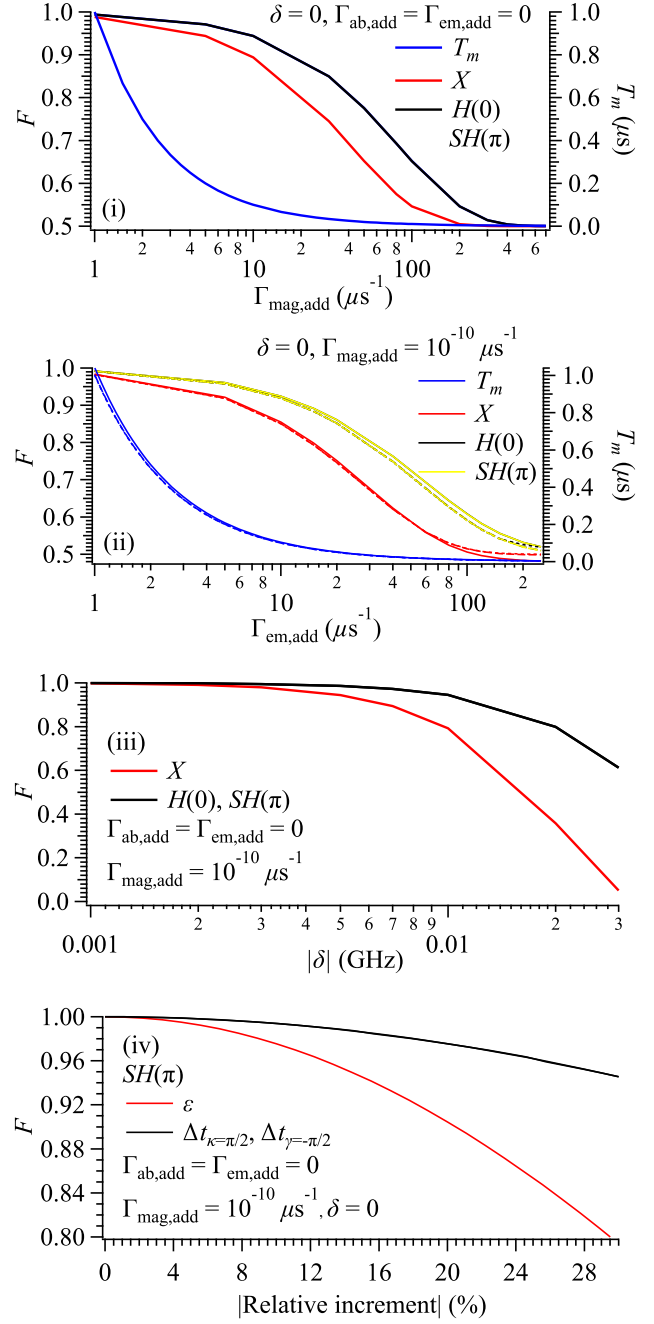 δ = 0, Γab,add = Γem,add = 0
1.0
0.9
0.8
0.7
0.6
0.5
F
Tm
X
H(0)
SH(π)
(i)
1.0
0.8
0.6
0.4
0.2
0.0
Tm (μs)
2 4 6 8 2 4 6 8 2 4 6
1 10 100
Γmag,add (μs-1)
δ = 0, Γmag,add = 10-10 μs-1
1.0
0.9
0.8
0.7
0.6
0.5
F
Tm
X
H(0)
SH(π)
(ii)
1.0
0.8
0.6
0.4
0.2
0.0
Tm (μs)
2 4 6 8 2 4 6 8 2
1 10 100
Γem,add (μs-1)
1.0
0.8
0.6
0.4
0.2
0.0
F
(iii)
X
H(0), SH(π)
Γab,add = Γem,add = 0
Γmag,add = 10-10 μs-1
2 3 4 5 6 7 8 9 2 3
0.001 0.01
|δ| (GHz)
1.00
0.96
0.92
0.88
0.84
0.80
F
(iv)
SH(π)
ε
Δtκ=π/2, Δtγ=-π/2
Γab,add = Γem,add = 0
Γmag,add = 10-10 μs-1, δ = 0
0 4 8 12 16 20 24 28
|Relative increment| (%)